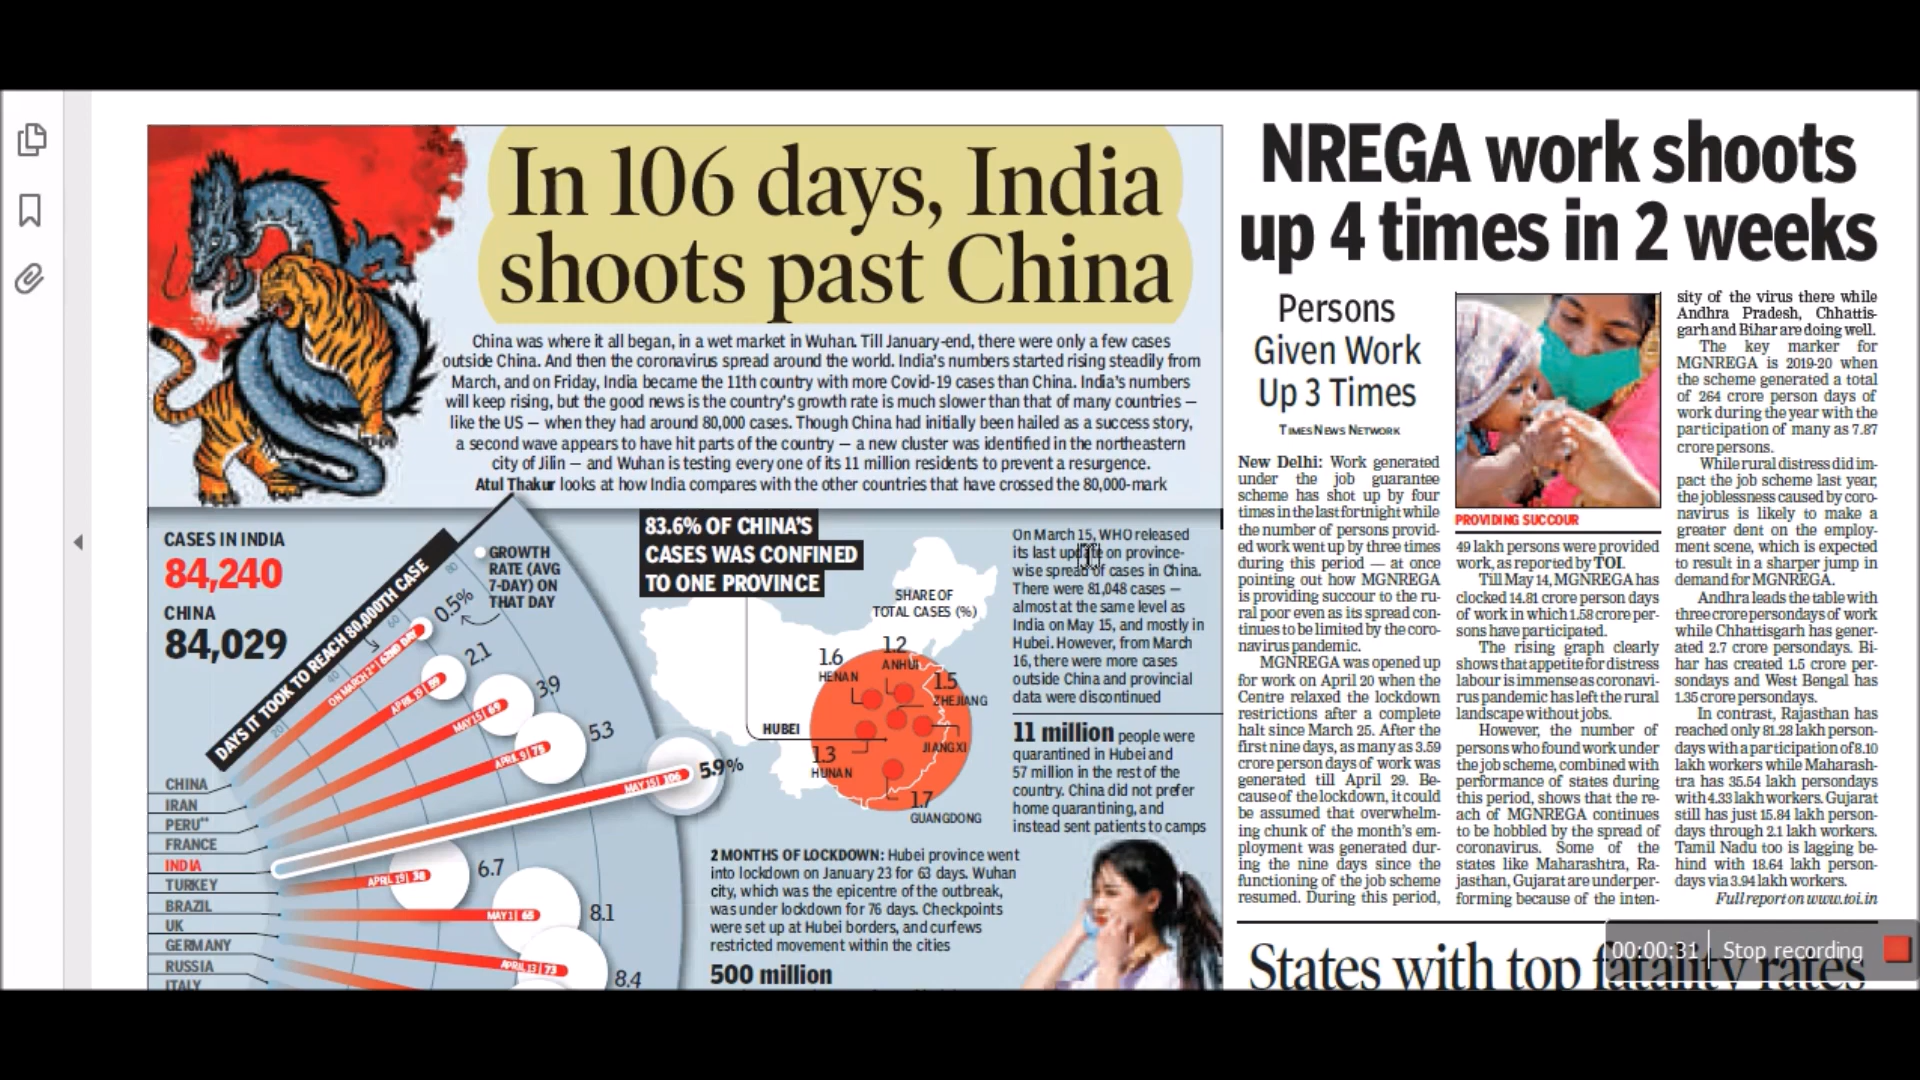 In 106 days, India
shoots past China
China was where it all began, in a wet market in Wuhan. Till January-end, there were only a few cases
outside China. And then the coronavirus spread around the world. India's numbers started rising steadily from
March, and on Friday, India became the 11th country with more Covid-19 cases than China. India's numbers
will keep rising, but the good news is the country's growth rate is much slower than that of many countries —
like the US — when they had around 80,000 cases. Though China had initially been hailed as a success story,
a second wave appears to have hit parts of the country — a new cluster was identified in the northeastern
city of Jilin — and Wuhan is testing every one of its 11 million residents to prevent a resurgence.
Atul Thakur looks at how India compares with the other countries that have crossed the 80,000-mark
CASES IN INDIA
84,240
CHINA
84,029
DAYS IT TOOK TO REACH 80,000TH CASE
20
40
60
80
GROWTH
RATE (AVG
7-DAY) ON
THAT DAY
0.5%
2.1
3.9
5.3
5.9%
6.7
8.1
8.4
APRIL 9 | 75
MAY 15 | 106
MAY 1 | 65
APRIL 13 | 73
CHINA
IRAN
PERU**
FRANCE
INDIA
TURKEY
BRAZIL
UK
GERMANY
RUSSIA
ITALY
83.6% OF CHINA'S
CASES WAS CONFINED
TO ONE PROVINCE
SHARE OF
TOTAL CASES (%)
1.2
ANHUI
1.6
HENAN
1.5
ZHEJIANG
HUBEI
JIANGXI
1.3
HUNAN
1.7
GUANGDONG
On March 15, WHO released
its last update on province-
wise spread of cases in China.
There were 81,048 cases —
almost at the same level as
India on May 15, and mostly in
Hubei. However, from March
16, there were more cases
outside China and provincial
data were discontinued
11 million people were
quarantined in Hubei and
57 million in the rest of the
country. China did not prefer
home quarantining, and
instead sent patients to camps
2 MONTHS OF LOCKDOWN: Hubei province went
into lockdown on January 23 for 63 days. Wuhan
city, which was the epicentre of the outbreak,
was under lockdown for 76 days. Checkpoints
were set up at Hubei borders, and curfews
restricted movement within the cities
500 million
NREGA work shoots
up 4 times in 2 weeks
Persons
Given Work
Up 3 Times
TIMES NEWS NETWORK
New Delhi: Work generated
under the job guarantee
scheme has shot up by four
times in the last fortnight while
the number of persons provid-
ed work went up by three times
during this period — at once
pointing out how MGNREGA
is providing succour to the ru-
ral poor even as its spread con-
tinues to be limited by the coro-
navirus pandemic.
MGNREGA was opened up
for work on April 20 when the
Centre relaxed the lockdown
restrictions after a complete
halt since March 25. After the
first nine days, as many as 3.59
crore person days of work was
generated till April 29. Be-
cause of the lockdown, it could
be assumed that overwhelm-
ing chunk of the month's em-
ployment was generated dur-
ing the nine days since the
functioning of the job scheme
resumed. During this period,
PROVIDING SUCCOUR
49 lakh persons were provided
work, as reported by TOI.
Till May 14, MGNREGA has
clocked 14.81 crore person days
of work in which 1.58 crore per-
sons have participated.
The rising graph clearly
shows that appetite for distress
labour is immense as coronavi-
rus pandemic has left the rural
landscape without jobs.
However, the number of
persons who found work under
the job scheme, combined with
performance of states during
this period, shows that the re-
ach of MGNREGA continues
to be hobbled by the spread of
coronavirus. Some of the
states like Maharashtra, Ra-
jasthan, Gujarat are underper-
forming because of the inten-
sity of the virus there while
Andhra Pradesh, Chhattis-
garh and Bihar are doing well.
The key marker for
MGNREGA is 2019-20 when
the scheme generated a total
of 264 crore person days of
work during the year with the
participation of many as 7.87
crore persons.
While rural distress did im-
pact the job scheme last year,
the joblessness caused by coro-
navirus is likely to make a
greater dent on the employ-
ment scene, which is expected
to result in a sharper jump in
demand for MGNREGA.
Andhra leads the table with
three crore persondays of work
while Chhattisgarh has gener-
ated 2.7 crore persondays. Bi-
har has created 1.5 crore per-
sondays and West Bengal has
1.35 crore persondays.
In contrast, Rajasthan has
reached only 81.28 lakh person-
days with a participation of 8.10
lakh workers while Maharash-
tra has 35.54 lakh persondays
with 4.33 lakh workers. Gujarat
still has just 15.84 lakh person-
days through 2.1 lakh workers.
Tamil Nadu too is lagging be-
hind with 18.64 lakh person-
days via 3.94 lakh workers.
Full report on www.toi.in
States with top fatality rates
00:00:31
Stop recording